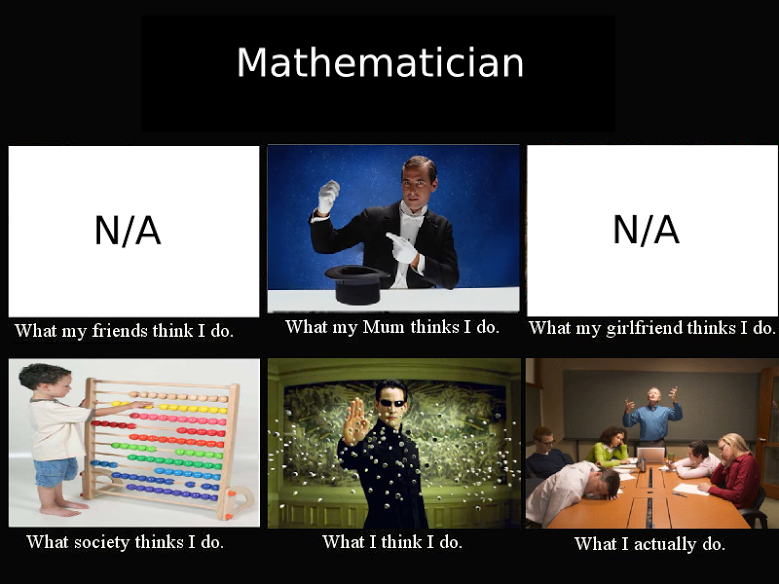 Mathematician
N/A
N/A
What my friends think I do.
What my Mum thinks I do.
What my girlfriend thinks I do.
What society thinks I do.
What I think I do.
What I actually do.